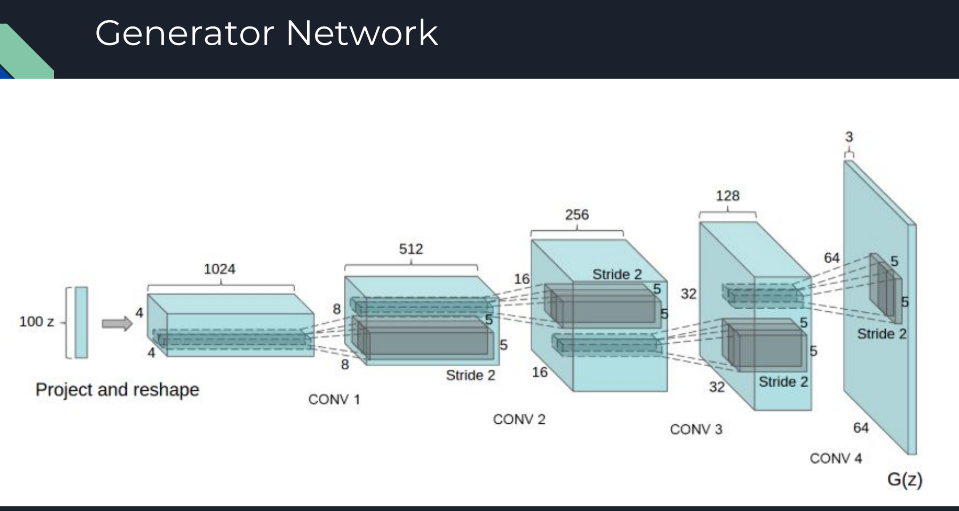 Generator Network
100 z
Project and reshape
4
4
1024
CONV 1
8
8
512
5
5
Stride 2
CONV 2
16
16
256
Stride 2
5
5
CONV 3
32
32
128
5
5
Stride 2
CONV 4
64
64
3
5
5
Stride 2
G(z)